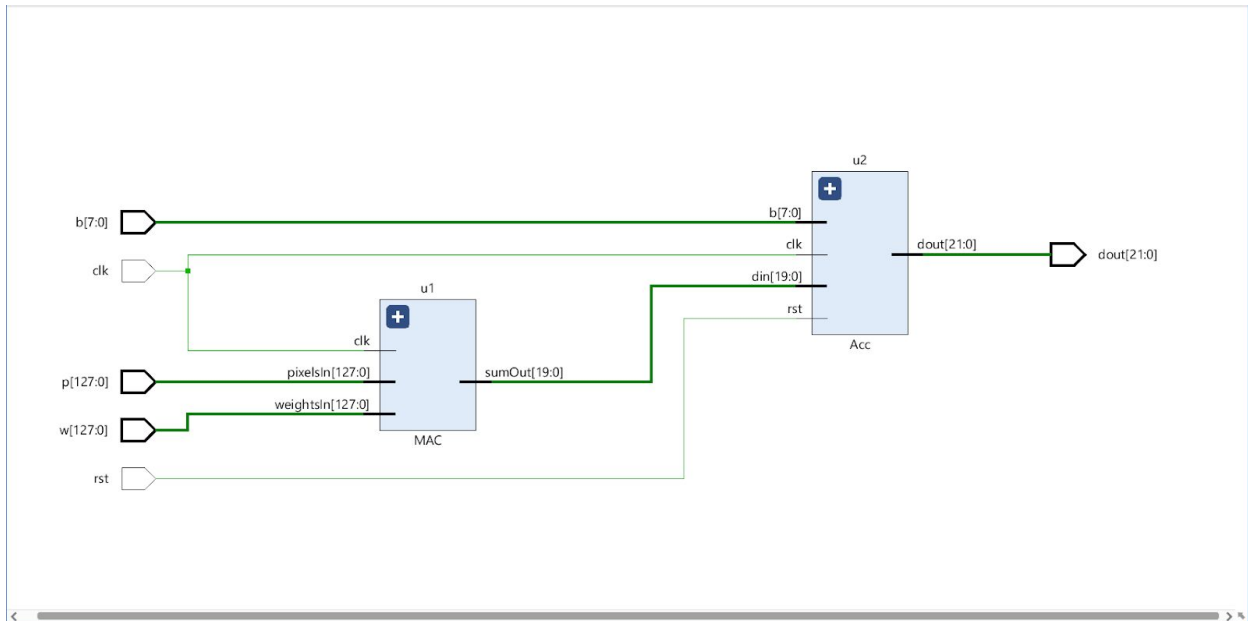 u2
b[7:0]
b[7:0]
clk
dout[21:0]
dout[21:0]
clk
din[19:0]
u1
rst
clk
Acc
p[127:0]
pixelsIn[127:0]
sumOut[19:0]
weightsIn[127:0]
w[127:0]
MAC
rst